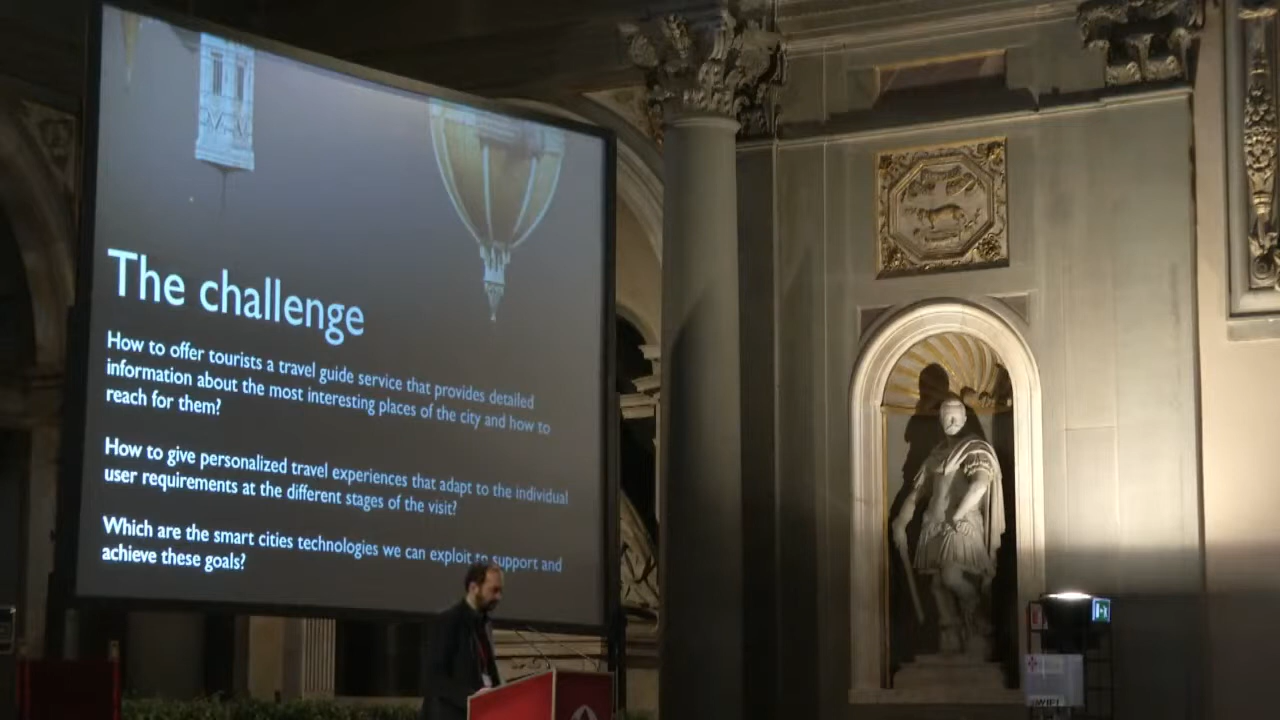 The challenge
How to offer tourists a travel guide service that provides detailed
information about the most interesting places of the city and how to
reach for them?
How to give personalized travel experiences that adapt to the individual
user requirements at the different stages of the visit?
Which are the smart cities technologies we can exploit to support and
achieve these goals?
WIFI